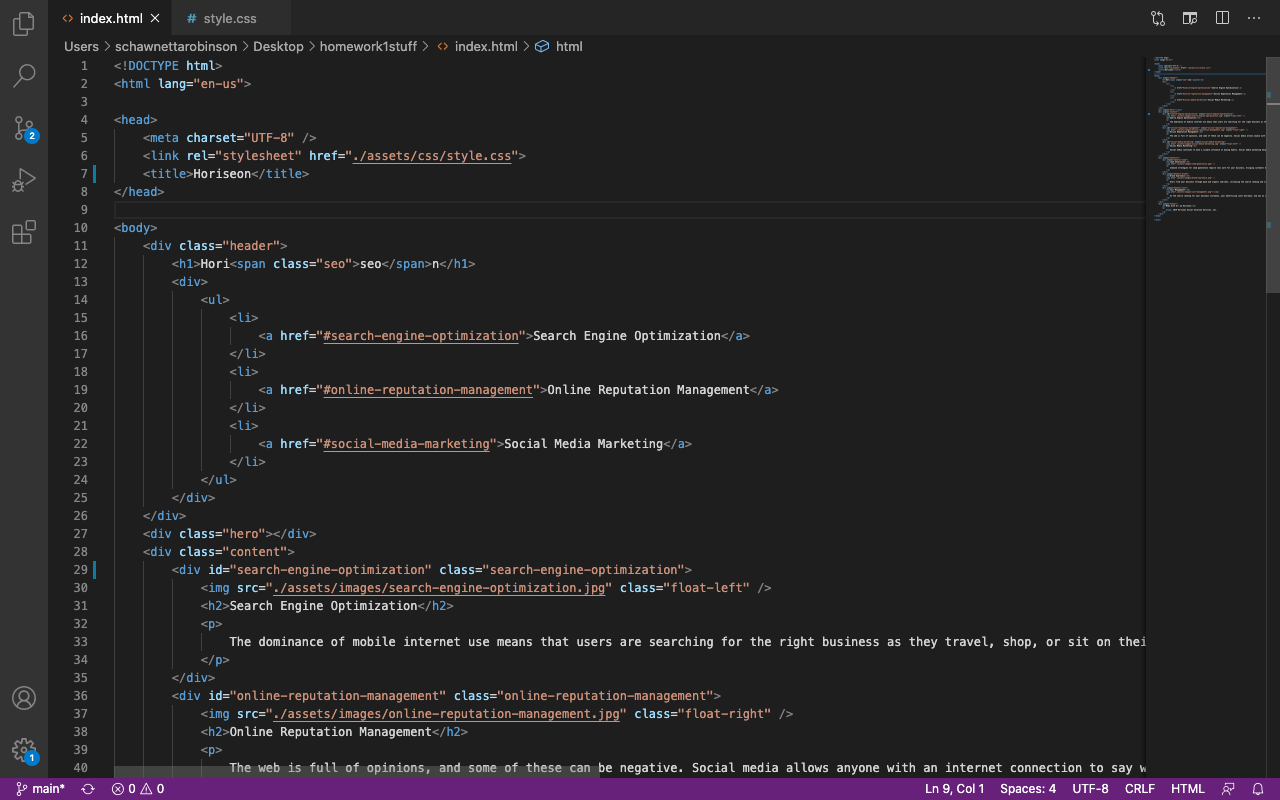 index.html
style.css
Users > schawnettarobinson > Desktop > homework1stuff > index.html > html
1 <!DOCTYPE html>
2 <html lang="en-us">
3
4 <head>
5 <meta charset="UTF-8" />
6 <link rel="stylesheet" href="./assets/css/style.css">
7 <title>Horiseon</title>
8 </head>
9
10 <body>
11 <div class="header">
12 <h1>Hori<span class="seo">seo</span>n</h1>
13 <div>
14 <ul>
15 <li>
16 <a href="#search-engine-optimization">Search Engine Optimization</a>
17 </li>
18 <li>
19 <a href="#online-reputation-management">Online Reputation Management</a>
20 </li>
21 <li>
22 <a href="#social-media-marketing">Social Media Marketing</a>
23 </li>
24 </ul>
25 </div>
26 </div>
27 <div class="hero"></div>
28 <div class="content">
29 <div id="search-engine-optimization" class="search-engine-optimization">
30 <img src="./assets/images/search-engine-optimization.jpg" class="float-left" />
31 <h2>Search Engine Optimization</h2>
32 <p>
33 The dominance of mobile internet use means that users are searching for the right business as they travel, shop, or sit on thei
34 </p>
35 </div>
36 <div id="online-reputation-management" class="online-reputation-management">
37 <img src="./assets/images/online-reputation-management.jpg" class="float-right" />
38 <h2>Online Reputation Management</h2>
39 <p>
40 The web is full of opinions, and some of these can be negative. Social media allows anyone with an internet connection to say w
2
1
main* 0 0 Ln 9, Col 1 Spaces: 4 UTF-8 CRLF HTML